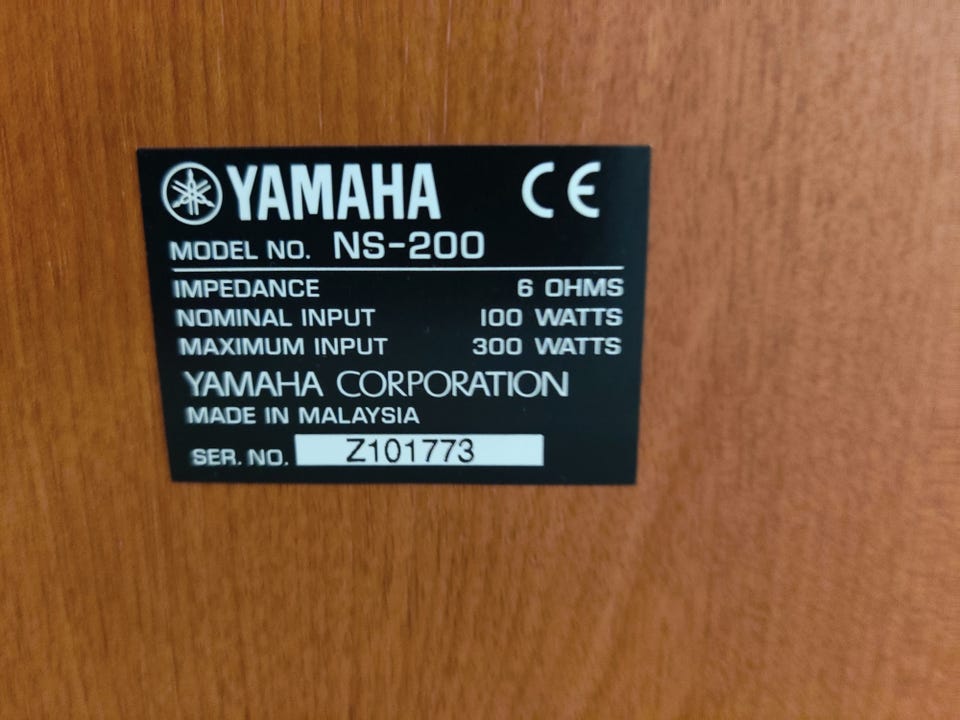 YAMAHA CE
MODEL NO. NS-200
IMPEDANCE 6 OHMS
NOMINAL INPUT 100 WATTS
MAXIMUM INPUT 300 WATTS
YAMAHA CORPORATION
MADE IN MALAYSIA
SER. NO. Z101773